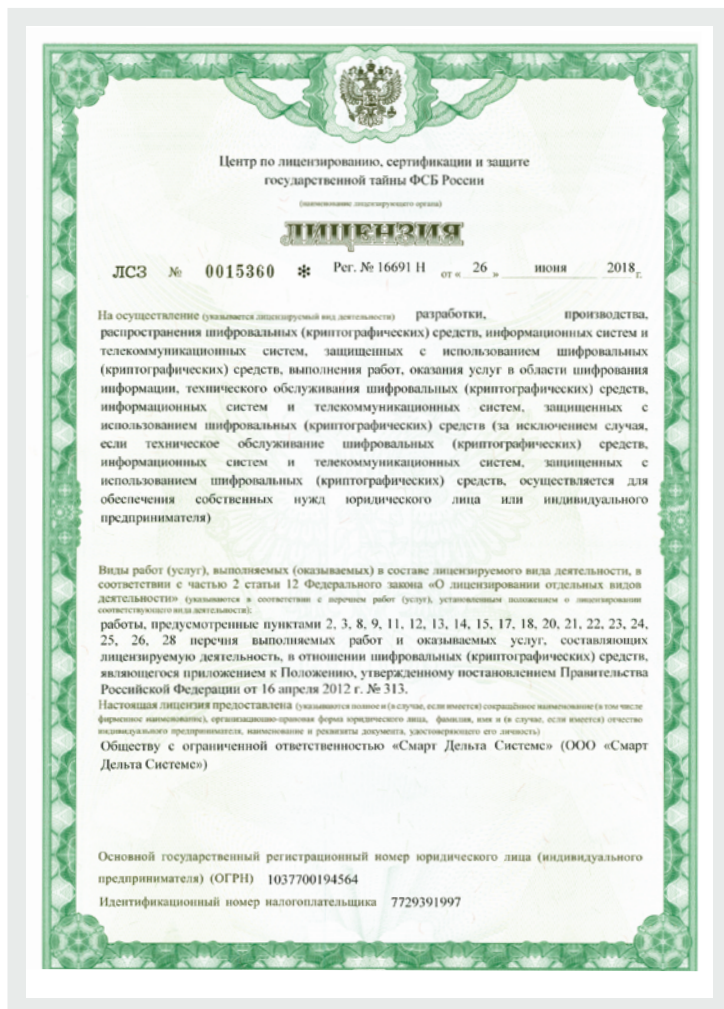 Центр по лицензированию, сертификации и защите
государственной тайны ФСБ России
(наименование лицензирующего органа)
ЛИЦЕНЗИЯ
ЛСЗ № 0015360 * Рег. № 16691 Н от « 26 » июня 2018 г.
На осуществление (указывается лицензируемый вид деятельности) разработки, производства,
распространения шифровальных (криптографических) средств, информационных систем и
телекоммуникационных систем, защищенных с использованием шифровальных
(криптографических) средств, выполнения работ, оказания услуг в области шифрования
информации, технического обслуживания шифровальных (криптографических) средств,
информационных систем и телекоммуникационных систем, защищенных с
использованием шифровальных (криптографических) средств (за исключением случая,
если техническое обслуживание шифровальных (криптографических) средств,
информационных систем и телекоммуникационных систем, защищенных с
использованием шифровальных (криптографических) средств, осуществляется для
обеспечения собственных нужд юридического лица или индивидуального
предпринимателя)
Виды работ (услуг), выполняемых (оказываемых) в составе лицензируемого вида деятельности, в
соответствии с частью 2 статьи 12 Федерального закона «О лицензировании отдельных видов
деятельности» (указываются в соответствии с перечнем работ (услуг), установленным положением о лицензировании
соответствующего вида деятельности):
работы, предусмотренные пунктами 2, 3, 8, 9, 11, 12, 13, 14, 15, 17, 18, 20, 21, 22, 23, 24,
25, 26, 28 перечня выполняемых работ и оказываемых услуг, составляющих
лицензируемую деятельность, в отношении шифровальных (криптографических) средств,
являющегося приложением к Положению, утвержденному постановлением Правительства
Российской Федерации от 16 апреля 2012 г. № 313.
Настоящая лицензия предоставлена (указываются полное и (в случае, если имеется) сокращённое наименование (в том числе
фирменное наименование), организационно-правовая форма юридического лица, фамилия, имя и (в случае, если имеется) отчество
индивидуального предпринимателя, наименование и реквизиты документа, удостоверяющего его личность)
Обществу с ограниченной ответственностью «Смарт Дельта Системс» (ООО «Смарт
Дельта Системс»)
Основной государственный регистрационный номер юридического лица (индивидуального
предпринимателя) (ОГРН) 1037700194564
Идентификационный номер налогоплательщика 7729391997